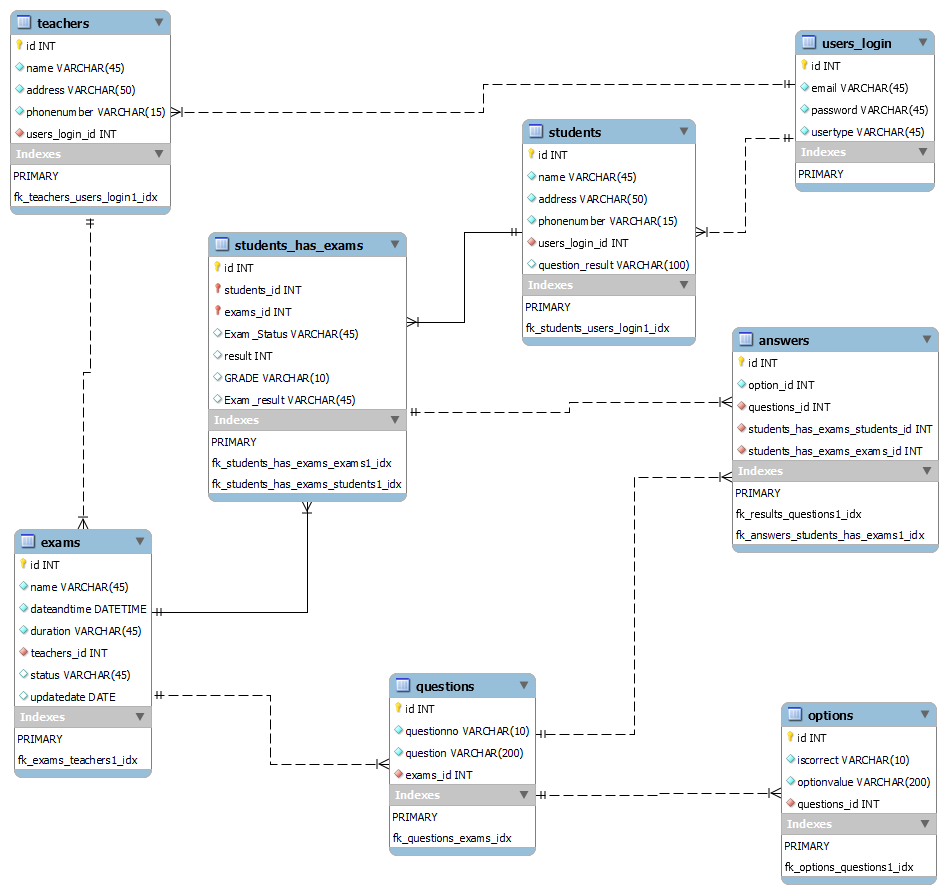 teachers
id INT
name VARCHAR(45)
address VARCHAR(50)
phonenumber VARCHAR(15)
users_login_id INT
Indexes
PRIMARY
fk_teachers_users_login1_idx
users_login
id INT
email VARCHAR(45)
password VARCHAR(45)
usertype VARCHAR(45)
Indexes
PRIMARY
students
id INT
name VARCHAR(45)
address VARCHAR(50)
phonenumber VARCHAR(15)
users_login_id INT
question_result VARCHAR(100)
Indexes
PRIMARY
fk_students_users_login1_idx
students_has_exams
id INT
students_id INT
exams_id INT
Exam_Status VARCHAR(45)
result INT
GRADE VARCHAR(10)
Exam_result VARCHAR(45)
Indexes
PRIMARY
fk_students_has_exams_exams1_idx
fk_students_has_exams_students1_idx
answers
id INT
option_id INT
questions_id INT
students_has_exams_students_id INT
students_has_exams_exams_id INT
Indexes
PRIMARY
fk_results_questions1_idx
fk_answers_students_has_exams1_idx
exams
id INT
name VARCHAR(45)
dateandtime DATETIME
duration VARCHAR(45)
teachers_id INT
status VARCHAR(45)
updatedate DATE
Indexes
PRIMARY
fk_exams_teachers1_idx
questions
id INT
questionno VARCHAR(10)
question VARCHAR(200)
exams_id INT
Indexes
PRIMARY
fk_questions_exams_idx
options
id INT
iscorrect VARCHAR(10)
optionvalue VARCHAR(200)
questions_id INT
Indexes
PRIMARY
fk_options_questions1_idx